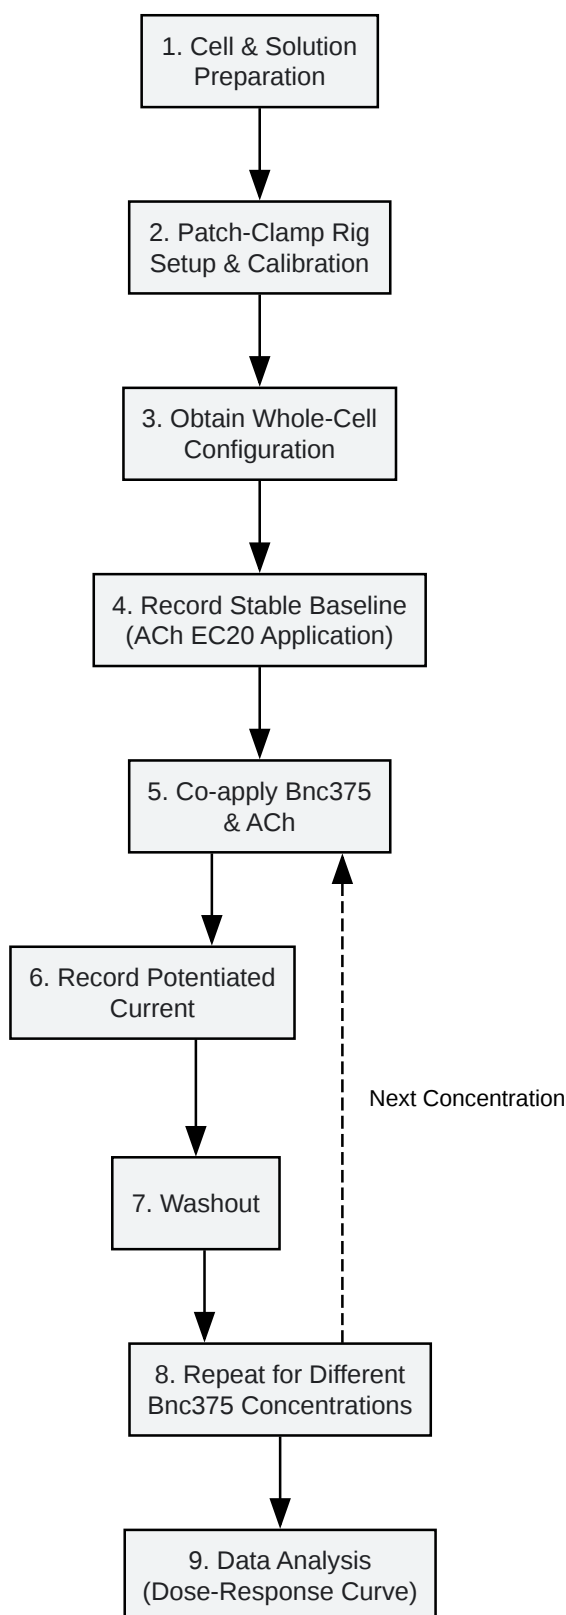 1. Cell & Solution
Preparation
2. Patch-Clamp Rig
Setup & Calibration
3. Obtain Whole-Cell
Configuration
4. Record Stable Baseline
(ACh EC20 Application)
5. Co-apply Bnc375
& ACh
6. Record Potentiated
Current
Next Concentration
7. Washout
8. Repeat for Different
Bnc375 Concentrations
9. Data Analysis
(Dose-Response Curve)